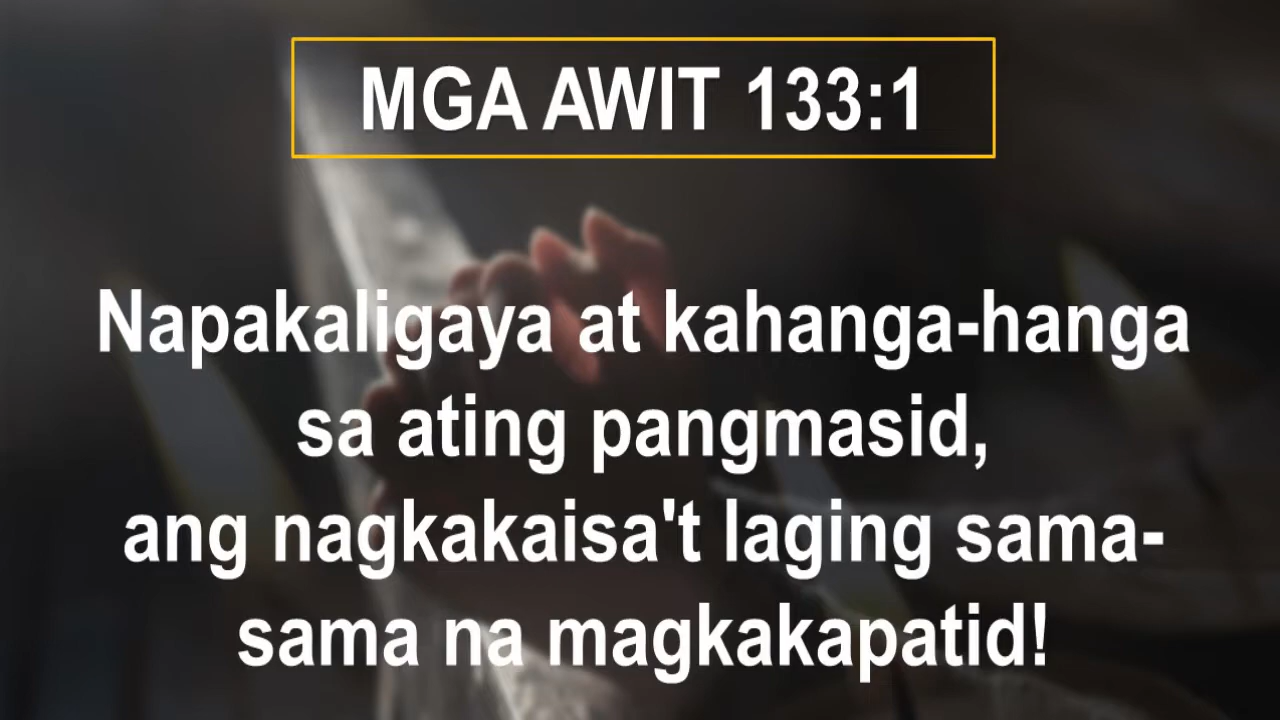 MGA AWIT 133:1
Napakaligaya at kahanga-hanga
sa ating pangmasid,
ang nagkakaisa't laging sama-
sama na magkakapatid!